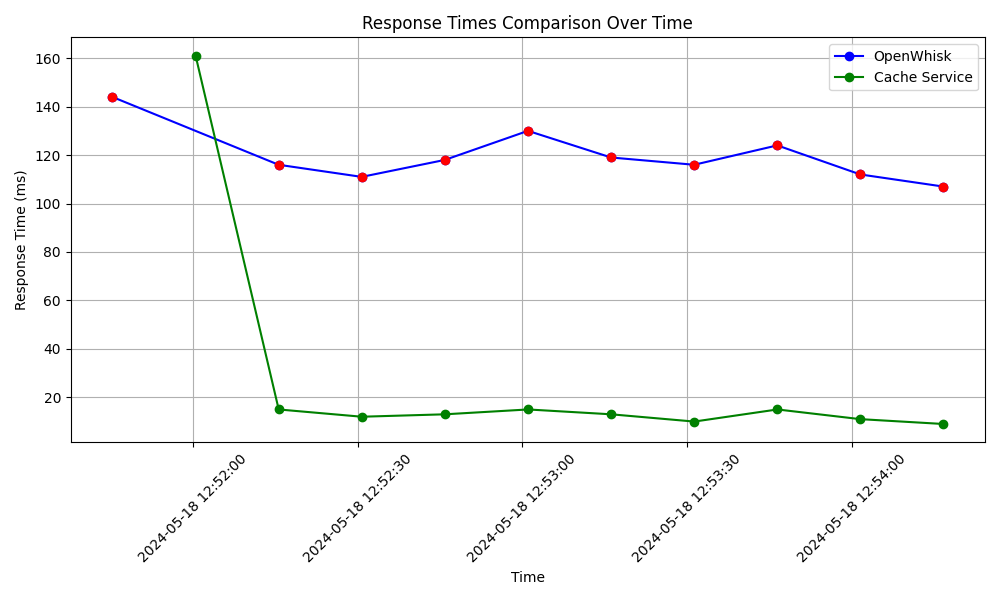 Response Times Comparison Over Time
OpenWhisk
Cache Service
Response Time (ms)
160
140
120
100
80
60
40
20
2024-05-18 12:52:00
2024-05-18 12:52:30
2024-05-18 12:53:00
2024-05-18 12:53:30
2024-05-18 12:54:00
Time